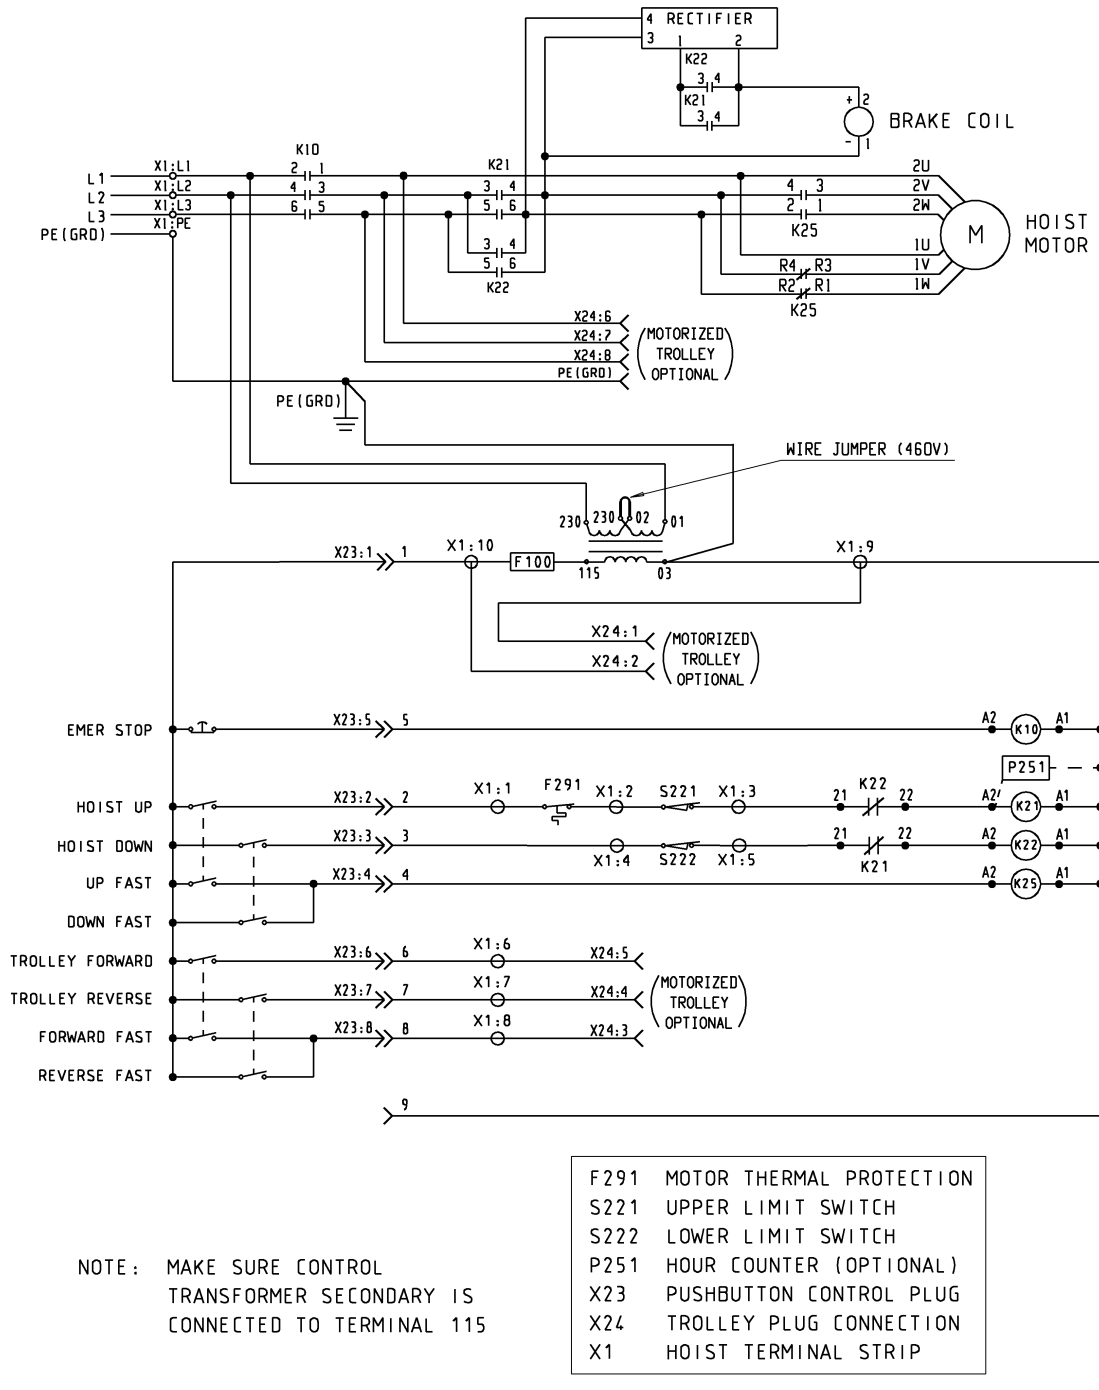 4 RECTIFIER
3 1 2
K22
3 4
K21
3 4
+ 2
BRAKE COIL
- 1
K10
K21
L1 X1:L1 2 1 2U
L2 X1:L2 4 3 3 4 4 3 2V
L3 X1:L3 6 5 5 6 2 1 2W
K25
PE(GRD) X1:PE
M
HOIST
MOTOR
3 4 1U
5 6 R4 R3 1V
K22 R2 R1 1W
K25
X24:6
X24:7
X24:8
PE(GRD)
(MOTORIZED
TROLLEY
OPTIONAL)
PE(GRD)
WIRE JUMPER (460V)
230 230 02 01
X23:1 1 X1:10 F100 115 03 X1:9
X24:1
X24:2
(MOTORIZED
TROLLEY
OPTIONAL)
EMER STOP X23:5 5 A2 K10 A1
P251
HOIST UP X23:2 2 X1:1 F291 X1:2 S221 X1:3 21 K22 22 A2 K21 A1
HOIST DOWN X23:3 3 X1:4 S222 X1:5 21 K21 22 A2 K22 A1
UP FAST X23:4 4 A2 K25 A1
DOWN FAST
TROLLEY FORWARD X23:6 6 X1:6 X24:5
TROLLEY REVERSE X23:7 7 X1:7 X24:4
FORWARD FAST X23:8 8 X1:8 X24:3
(MOTORIZED
TROLLEY
OPTIONAL)
REVERSE FAST
9
F291 MOTOR THERMAL PROTECTION
S221 UPPER LIMIT SWITCH
S222 LOWER LIMIT SWITCH
P251 HOUR COUNTER (OPTIONAL)
X23 PUSHBUTTON CONTROL PLUG
X24 TROLLEY PLUG CONNECTION
X1 HOIST TERMINAL STRIP
NOTE: MAKE SURE CONTROL
TRANSFORMER SECONDARY IS
CONNECTED TO TERMINAL 115